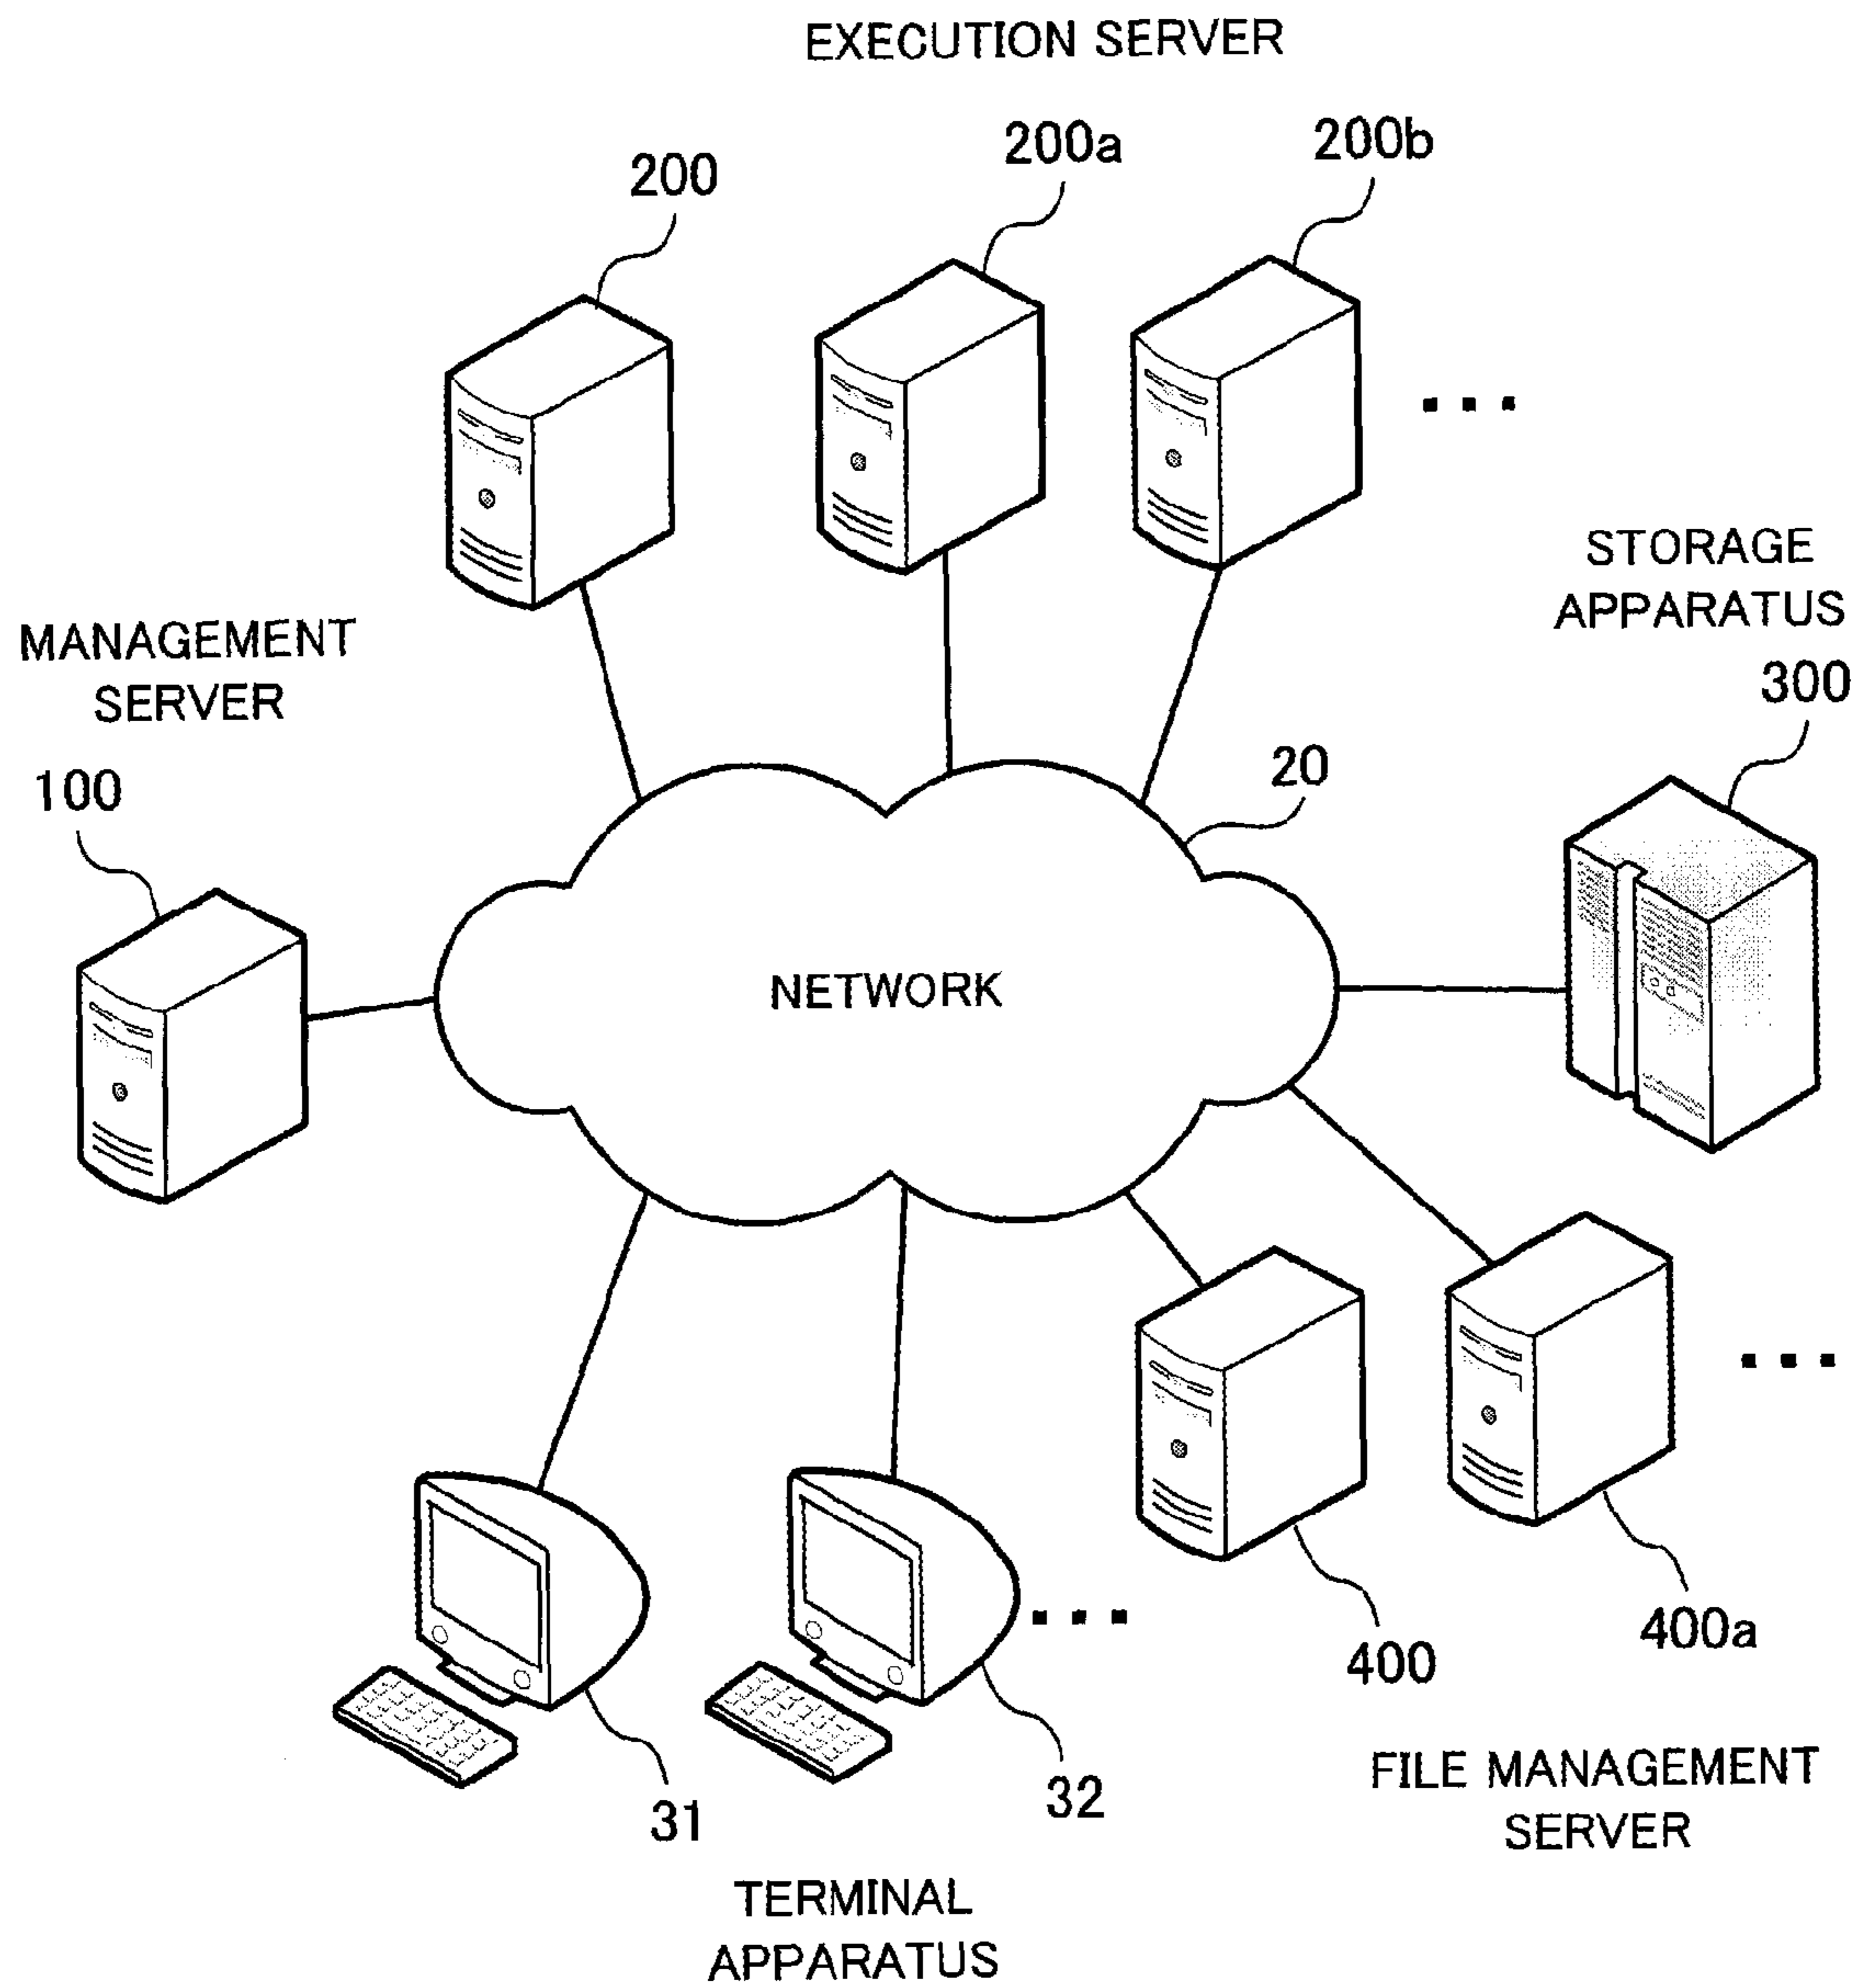 EXECUTION SERVER
200
200a
200b
STORAGE
APPARATUS
300
MANAGEMENT
SERVER
100
20
NETWORK
400
400a
31
32
FILE MANAGEMENT
SERVER
TERMINAL
APPARATUS